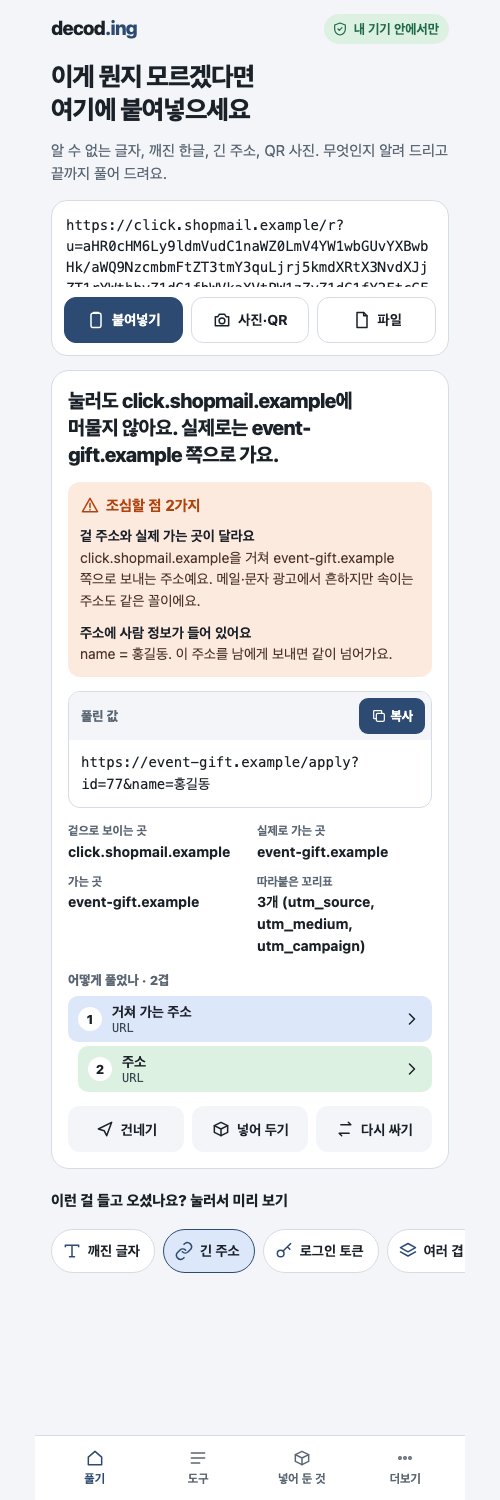 decod.ing
내 기기 안에서만
이게 뭔지 모르겠다면
여기에 붙여넣으세요
알 수 없는 글자, 깨진 한글, 긴 주소, QR 사진. 무엇인지 알려 드리고
끝까지 풀어 드려요.
https://click.shopmail.example/r?
u=aHR0cHM6Ly9ldmVudC1naWZ0LmV4YW1wbGUvYXBwb
Hk/aWQ9NzcmbmFtZT3tmY3quLjrj5kmdXRtX3NvdXJj
붙여넣기
사진·QR
파일
눌러도 click.shopmail.example에
머물지 않아요. 실제로는 event-
gift.example 쪽으로 가요.
조심할 점 2가지
겉 주소와 실제 가는 곳이 달라요
click.shopmail.example을 거쳐 event-gift.example
쪽으로 보내는 주소예요. 메일·문자 광고에서 흔하지만 속이는
주소도 같은 꼴이에요.
주소에 사람 정보가 들어 있어요
name = 홍길동. 이 주소를 남에게 보내면 같이 넘어가요.
풀린 값
복사
https://event-gift.example/apply?
id=77&name=홍길동
겉으로 보이는 곳
click.shopmail.example
실제로 가는 곳
event-gift.example
가는 곳
event-gift.example
따라붙은 꼬리표
3개 (utm_source,
utm_medium,
utm_campaign)
어떻게 풀었나 · 2겹
1
거쳐 가는 주소
URL
2
주소
URL
건네기
넣어 두기
다시 싸기
이런 걸 들고 오셨나요? 눌러서 미리 보기
깨진 글자
긴 주소
로그인 토큰
여러 겹
풀기
도구
넣어 둔 것
더보기